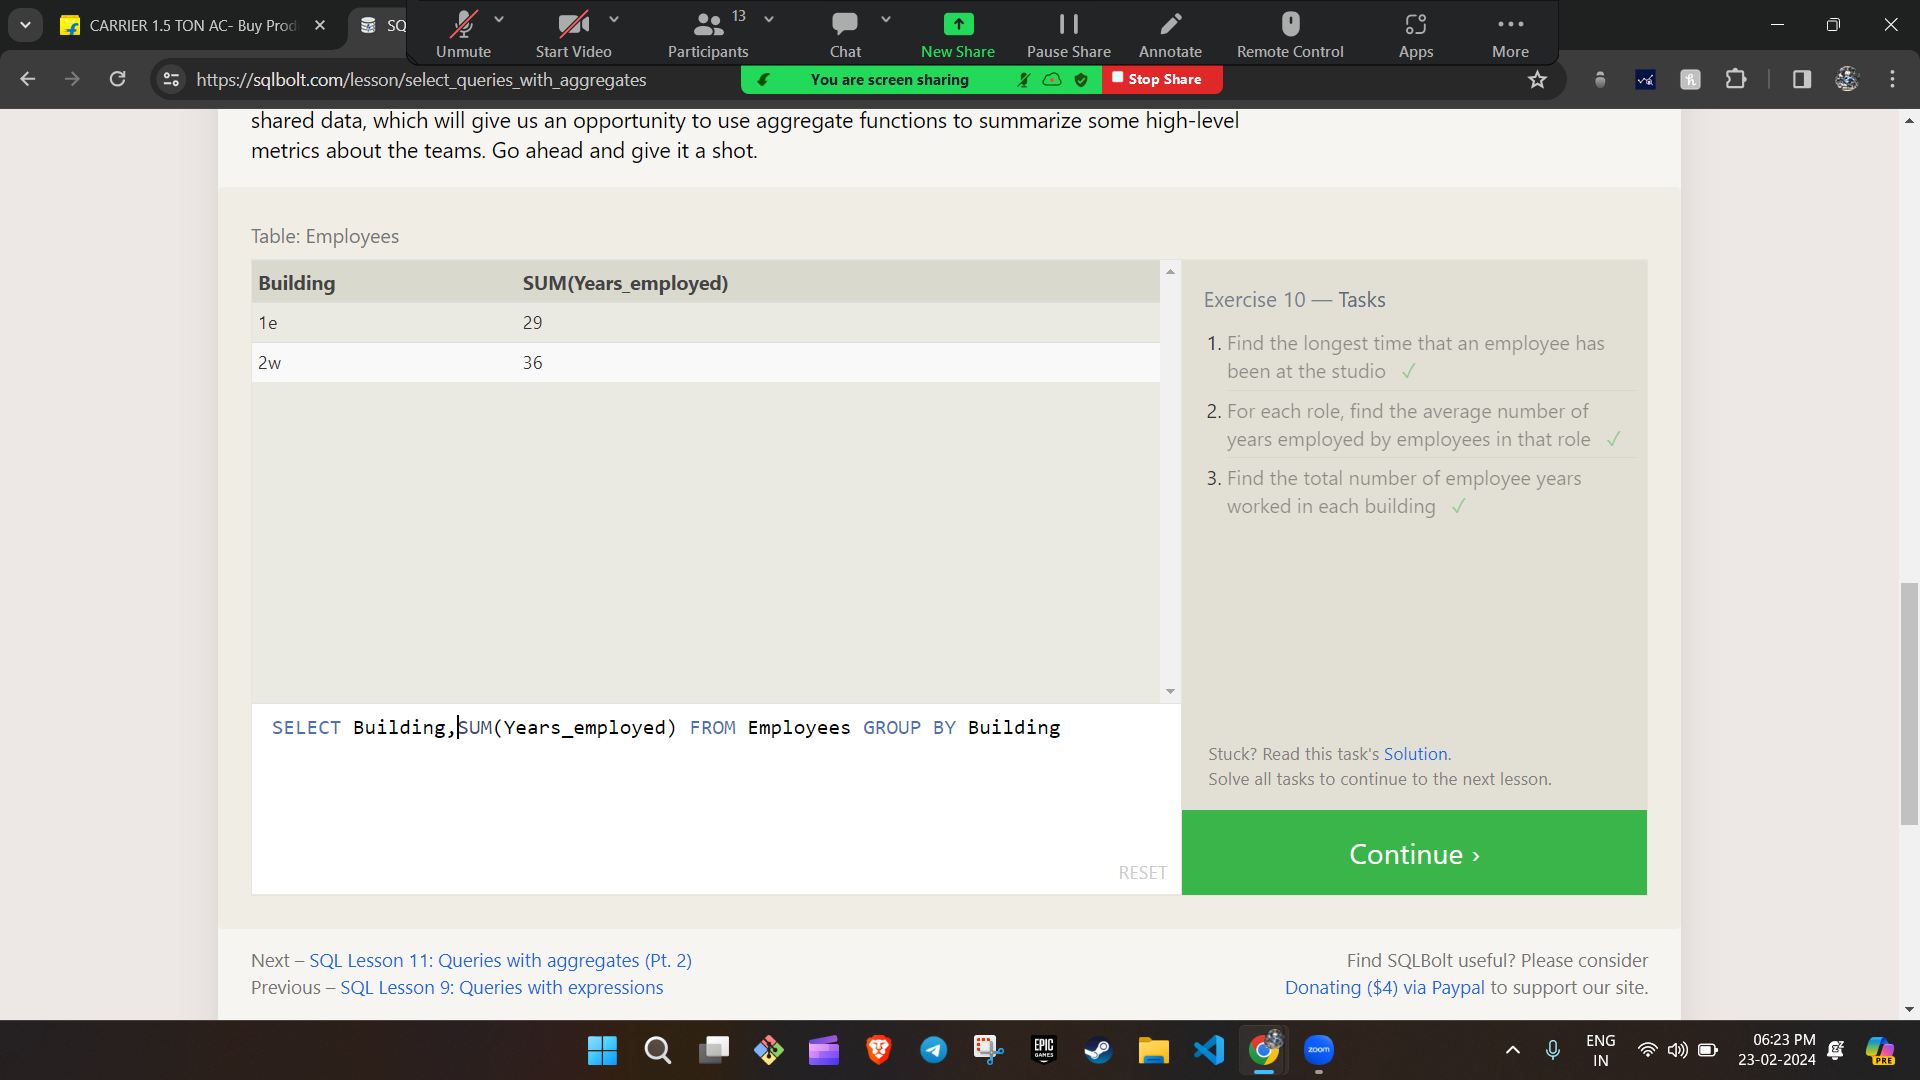 CARRIER 1.5 TON AC- Buy Prod
SQ
Unmute
Start Video
13
Participants
Chat
New Share
Pause Share
Annotate
Remote Control
Apps
More
https://sqlbolt.com/lesson/select_queries_with_aggregates
You are screen sharing
Stop Share
shared data, which will give us an opportunity to use aggregate functions to summarize some high-level
metrics about the teams. Go ahead and give it a shot.
Table: Employees
Building SUM(Years_employed)
1e 29
2w 36
Exercise 10 — Tasks
1. Find the longest time that an employee has
been at the studio ✓
2. For each role, find the average number of
years employed by employees in that role ✓
3. Find the total number of employee years
worked in each building ✓
SELECT Building,SUM(Years_employed) FROM Employees GROUP BY Building
RESET
Stuck? Read this task's Solution.
Solve all tasks to continue to the next lesson.
Continue ›
Next – SQL Lesson 11: Queries with aggregates (Pt. 2)
Previous – SQL Lesson 9: Queries with expressions
Find SQLBolt useful? Please consider
Donating ($4) via Paypal to support our site.
EPIC
GAMES
zoom
ENG
IN
06:23 PM
23-02-2024
PRE